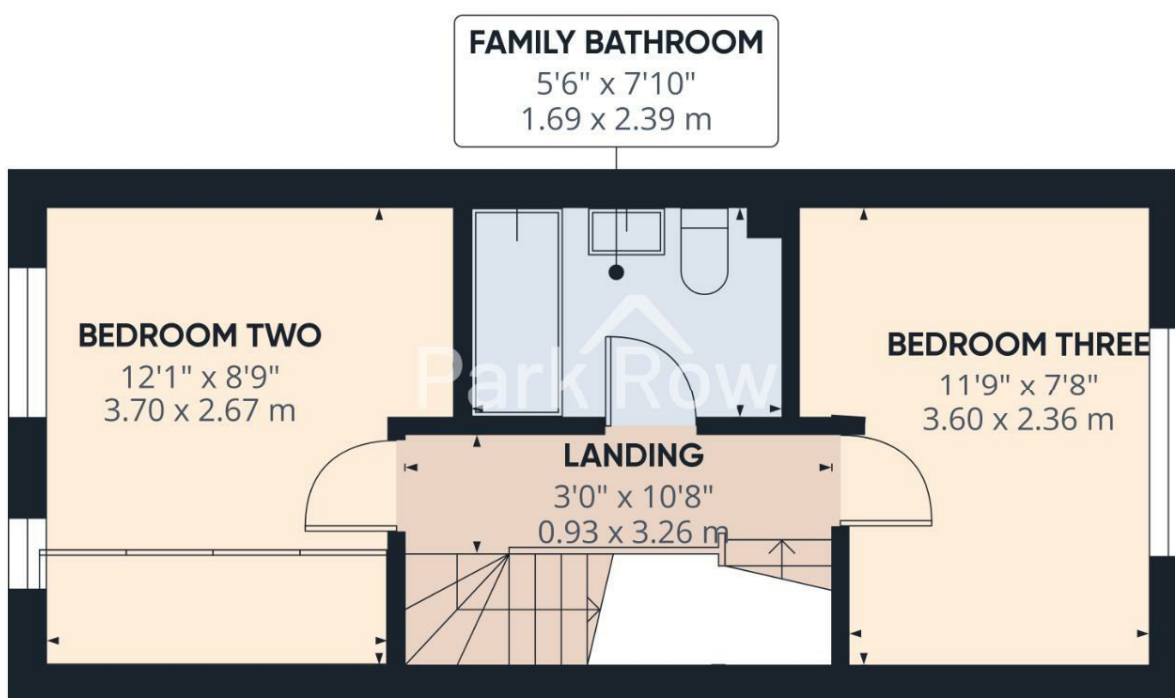 FAMILY BATHROOM
5'6" x 7'10"
1.69 x 2.39 m
BEDROOM TWO
12'1" x 8'9"
3.70 x 2.67 m
Park Row
BEDROOM THREE
11'9" x 7'8"
3.60 x 2.36 m
LANDING
3'0" x 10'8"
0.93 x 3.26 m